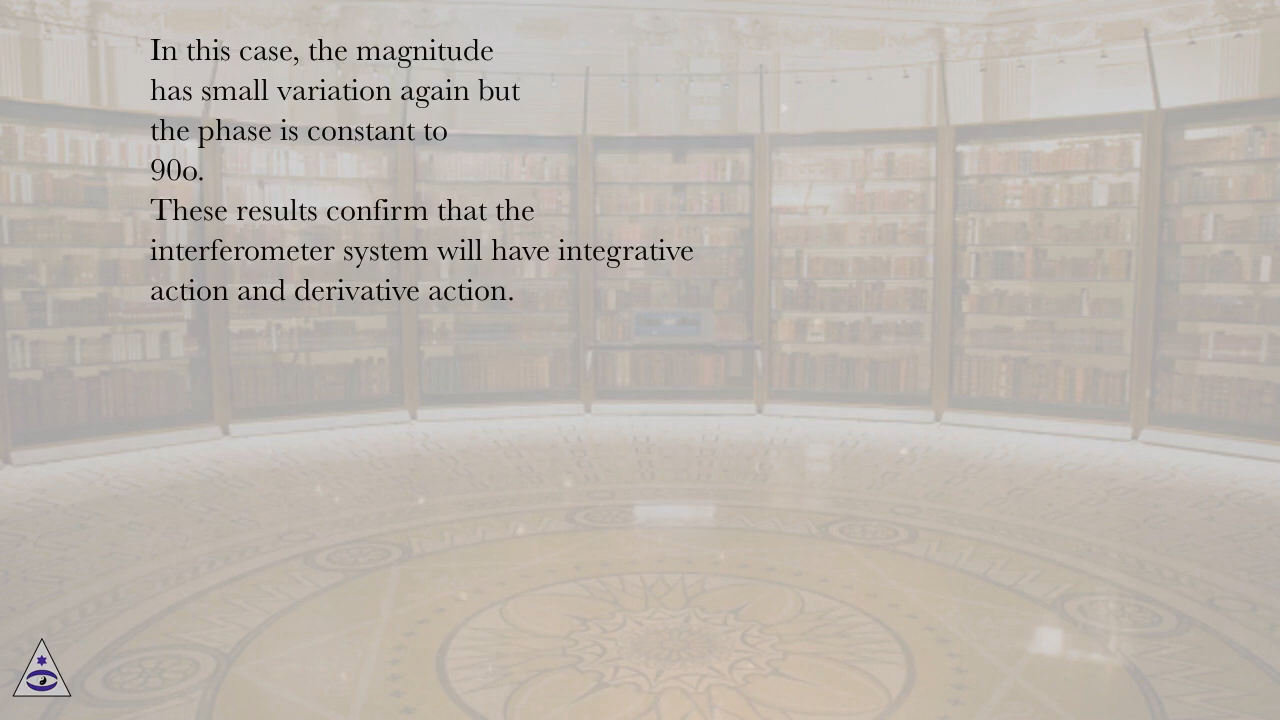 In this case, the magnitude
has small variation again but
the phase is constant to
90o.
These results confirm that the
interferometer system will have integrative
action and derivative action.